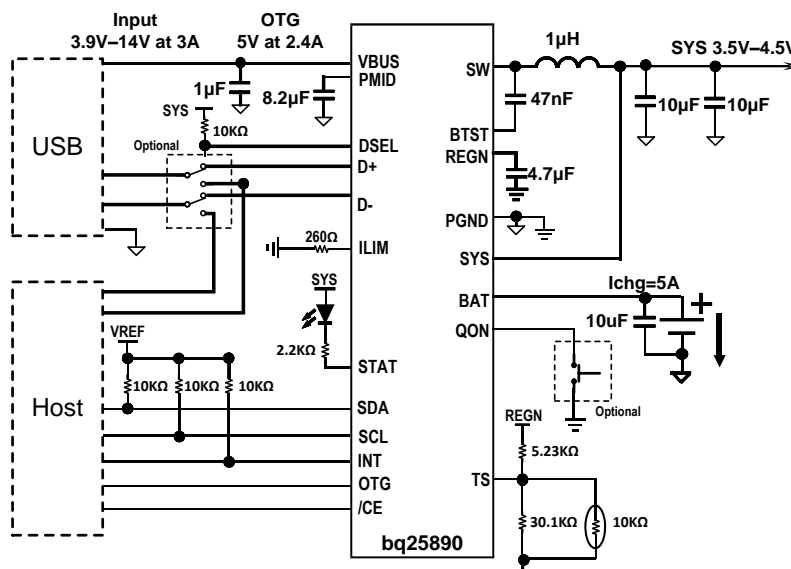 Input
3.9V–14V at 3A
OTG
5V at 2.4A
USB
1µF
8.2µF
SYS
10KΩ
Optional
VBUS
PMID
DSEL
D+
D-
ILIM
260Ω
SYS
2.2KΩ
STAT
Host
VREF
10KΩ
10KΩ
10KΩ
SDA
SCL
INT
OTG
/CE
bq25890
SW
BTST
REGN
PGND
SYS
BAT
QON
TS
1µH
SYS 3.5V–4.5V
47nF
10µF
10µF
4.7µF
Ichg=5A
10uF
+
Optional
REGN
5.23KΩ
30.1KΩ
10KΩ